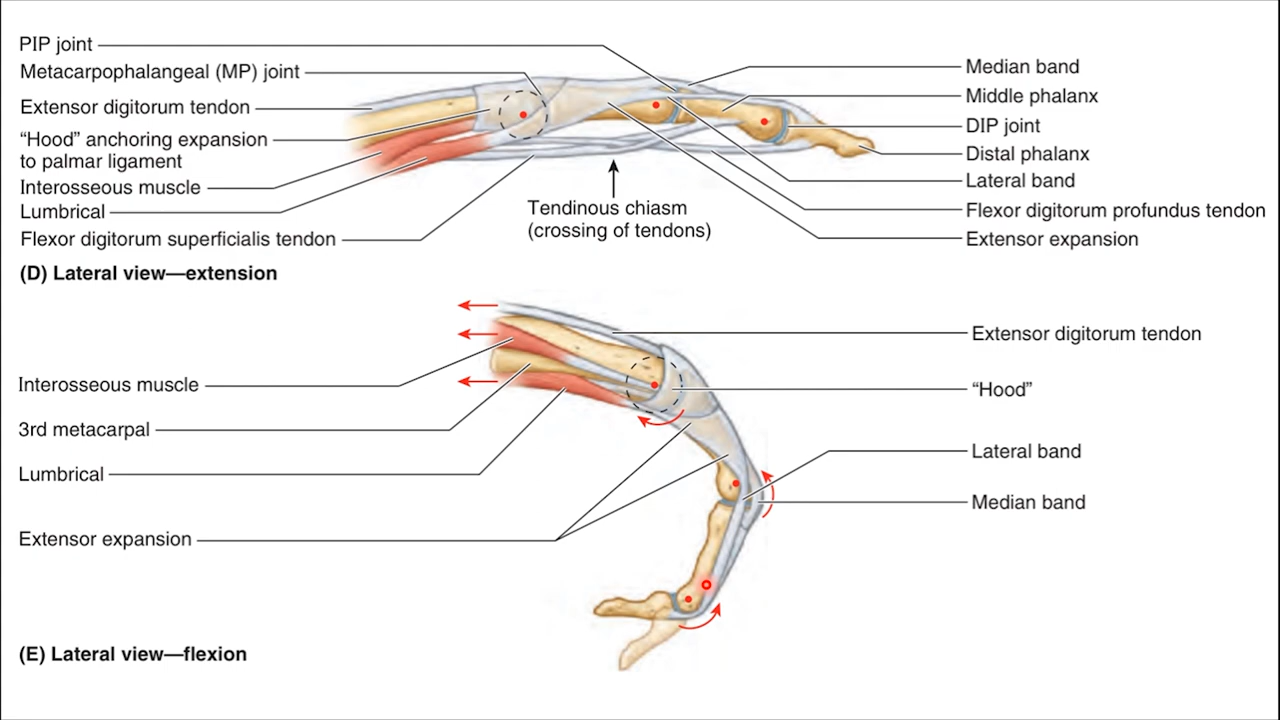 PIP joint
Metacarpophalangeal (MP) joint
Extensor digitorum tendon
“Hood” anchoring expansion
to palmar ligament
Interosseous muscle
Lumbrical
Flexor digitorum superficialis tendon
(D) Lateral view—extension
Tendinous chiasm
(crossing of tendons)
Median band
Middle phalanx
DIP joint
Distal phalanx
Lateral band
Flexor digitorum profundus tendon
Extensor expansion
Interosseous muscle
3rd metacarpal
Lumbrical
Extensor expansion
(E) Lateral view—flexion
Extensor digitorum tendon
“Hood”
Lateral band
Median band